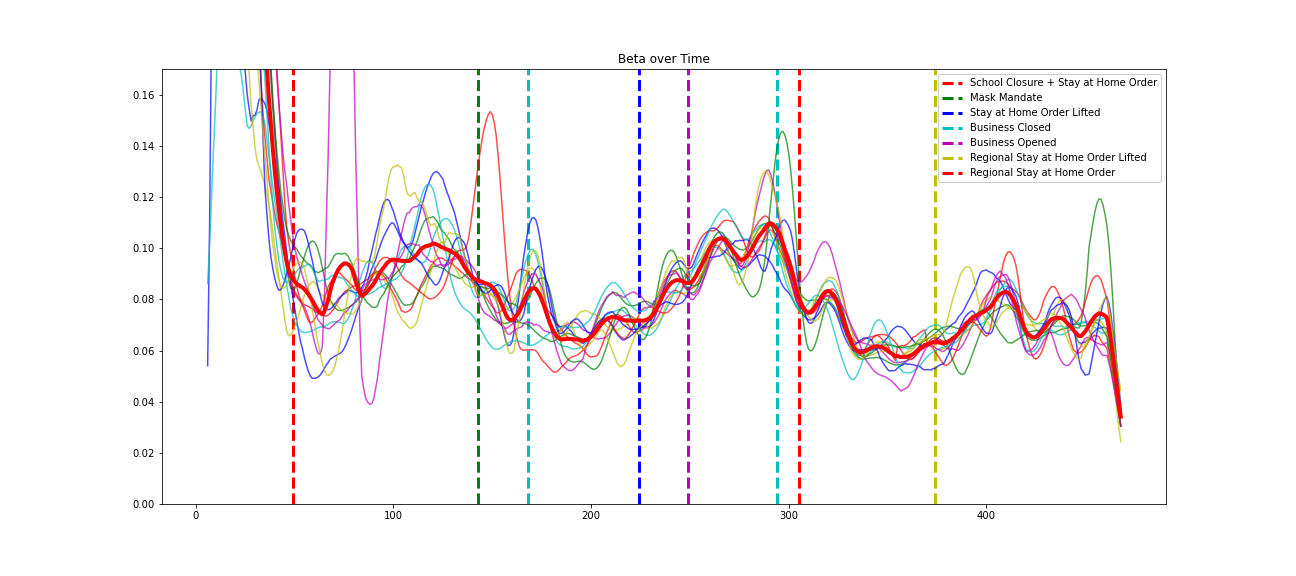 Beta over Time
0.16
0.14
0.12
0.10
0.08
0.06
0.04
0.02
0.00
0 100 200 300 400
School Closure + Stay at Home Order
Mask Mandate
Stay at Home Order Lifted
Business Closed
Business Opened
Regional Stay at Home Order Lifted
Regional Stay at Home Order